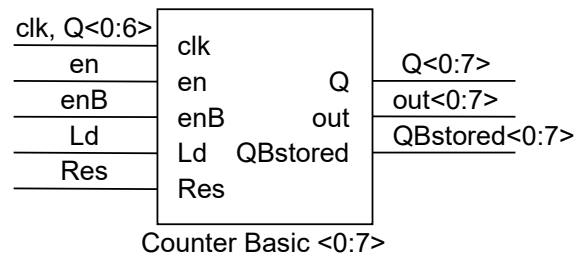 clk, Q<0:6>
en
enB
Ld
Res
clk
en
enB
Ld
Res
Q
out
QBstored
Q<0:7>
out<0:7>
QBstored<0:7>
Counter Basic <0:7>